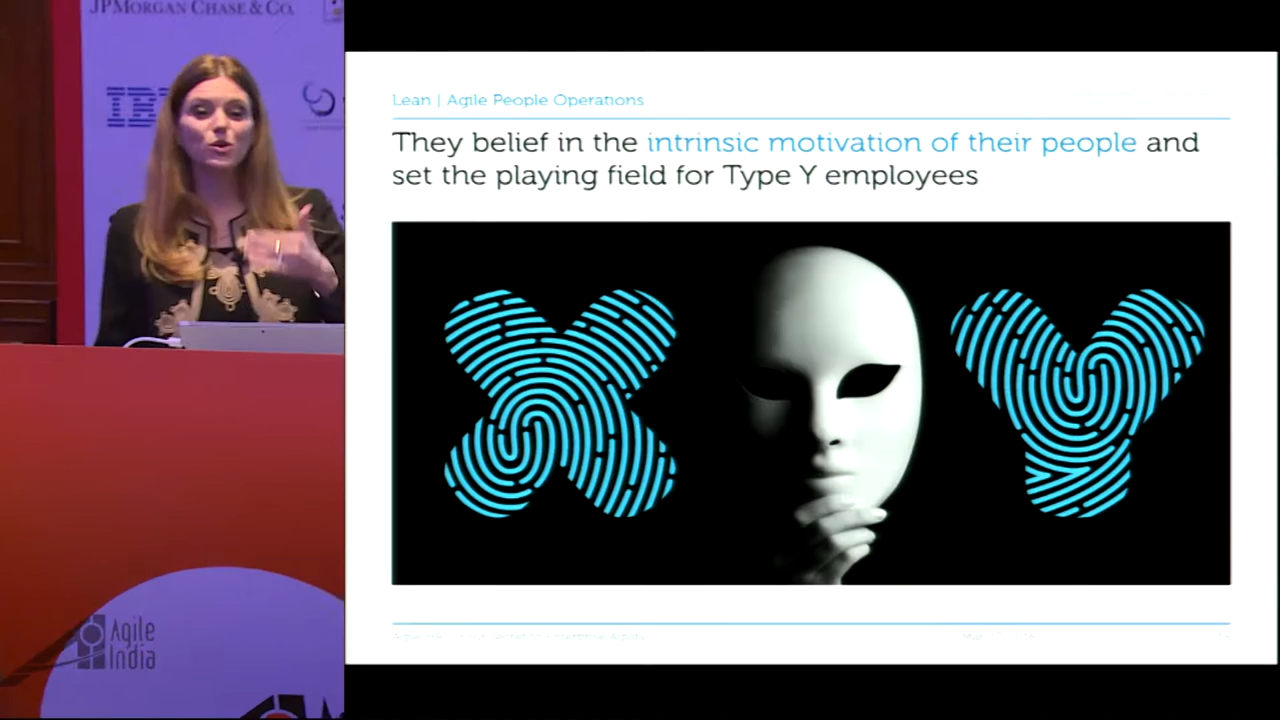 JPMORGAN CHASE & CO.
IBM
Lean | Agile People Operations
They belief in the intrinsic motivation of their people and
set the playing field for Type Y employees
X
Y
Agile
India